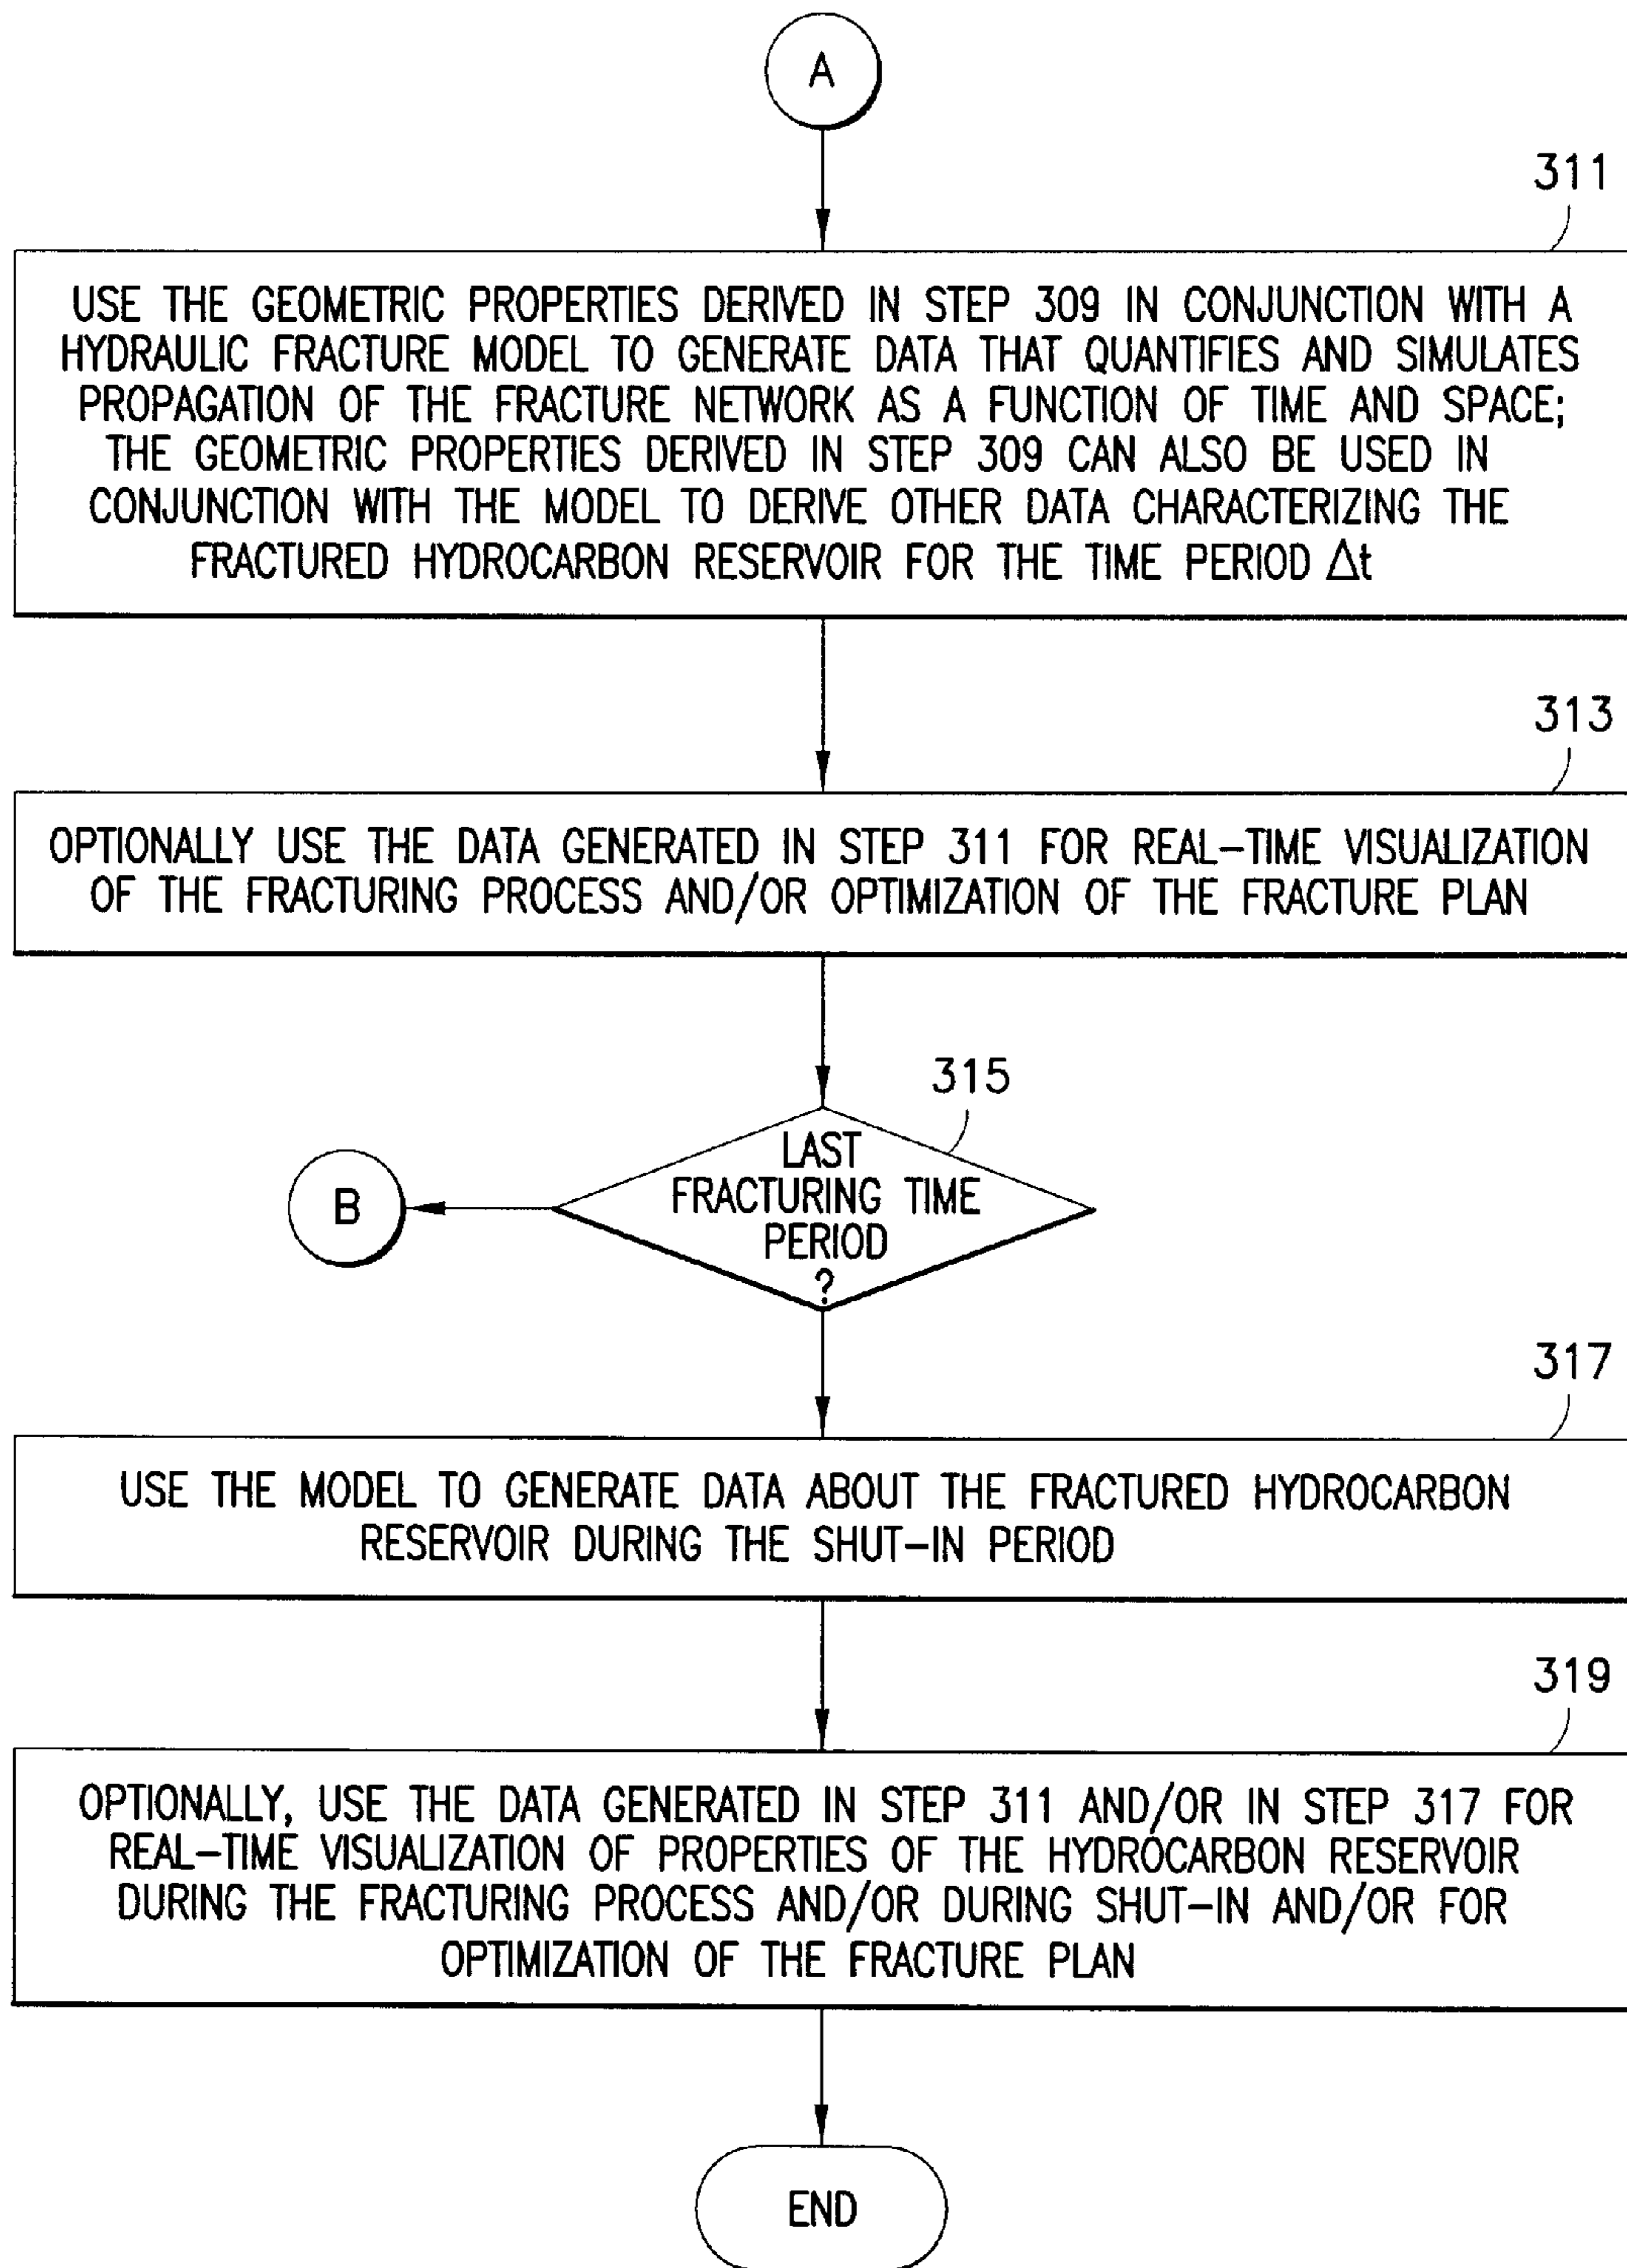 A
311
USE THE GEOMETRIC PROPERTIES DERIVED IN STEP 309 IN CONJUNCTION WITH A
HYDRAULIC FRACTURE MODEL TO GENERATE DATA THAT QUANTIFIES AND SIMULATES
PROPAGATION OF THE FRACTURE NETWORK AS A FUNCTION OF TIME AND SPACE;
THE GEOMETRIC PROPERTIES DERIVED IN STEP 309 CAN ALSO BE USED IN
CONJUNCTION WITH THE MODEL TO DERIVE OTHER DATA CHARACTERIZING THE
FRACTURED HYDROCARBON RESERVOIR FOR THE TIME PERIOD Δt
313
OPTIONALLY USE THE DATA GENERATED IN STEP 311 FOR REAL-TIME VISUALIZATION
OF THE FRACTURING PROCESS AND/OR OPTIMIZATION OF THE FRACTURE PLAN
315
LAST
FRACTURING TIME
PERIOD
?
B
317
USE THE MODEL TO GENERATE DATA ABOUT THE FRACTURED HYDROCARBON
RESERVOIR DURING THE SHUT-IN PERIOD
319
OPTIONALLY, USE THE DATA GENERATED IN STEP 311 AND/OR IN STEP 317 FOR
REAL-TIME VISUALIZATION OF PROPERTIES OF THE HYDROCARBON RESERVOIR
DURING THE FRACTURING PROCESS AND/OR DURING SHUT-IN AND/OR FOR
OPTIMIZATION OF THE FRACTURE PLAN
END